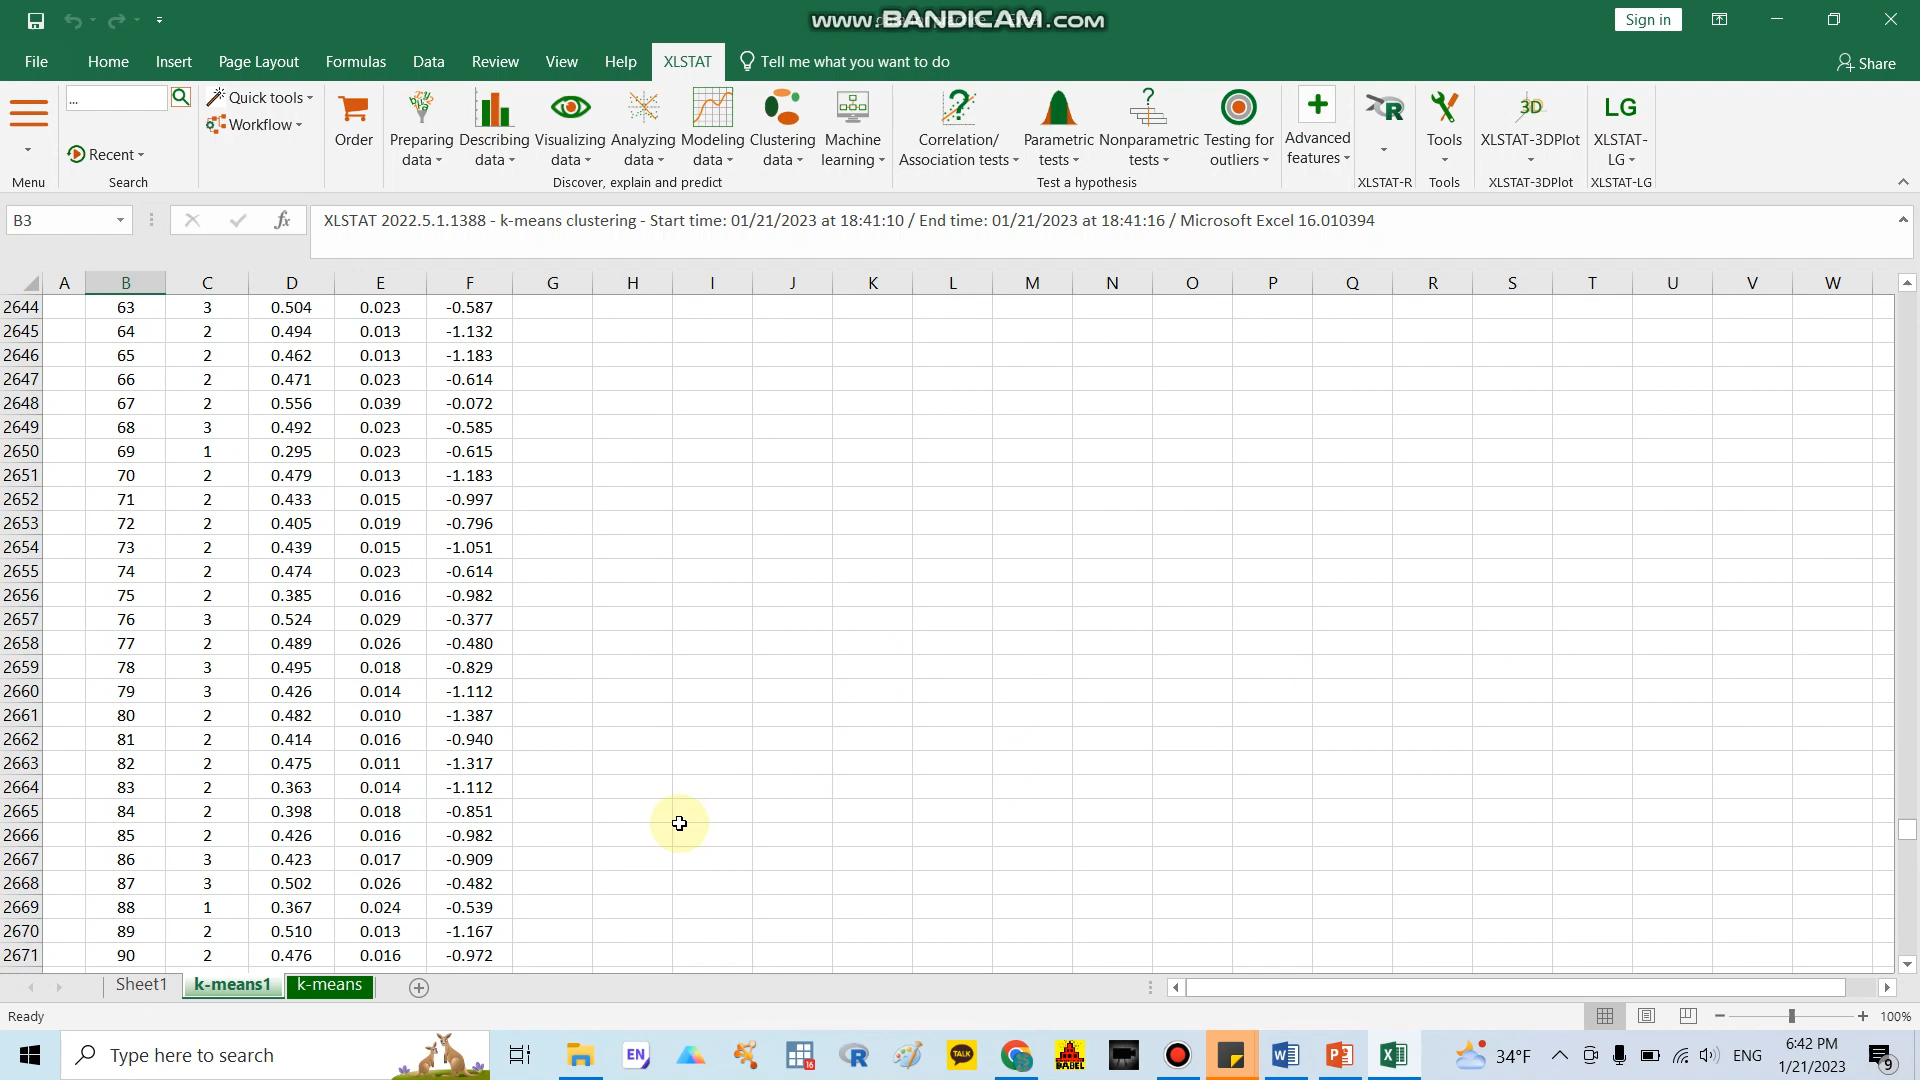 www.BANDICAM.com
Sign in
File Home Insert Page Layout Formulas Data Review View Help XLSTAT Tell me what you want to do Share
...
Quick tools
Workflow
Recent
Order
Preparing data
Describing data
Visualizing data
Analyzing data
Modeling data
Clustering data
Machine learning
Correlation/ Association tests
Parametric tests
Nonparametric tests
Testing for outliers
Advanced features
R
Tools
3D
XLSTAT-3DPlot
LG
XLSTAT-LG
Menu Search Discover, explain and predict Test a hypothesis XLSTAT-R Tools XLSTAT-3DPlot XLSTAT-LG
B3 fx XLSTAT 2022.5.1.1388 - k-means clustering - Start time: 01/21/2023 at 18:41:10 / End time: 01/21/2023 at 18:41:16 / Microsoft Excel 16.010394
A B C D E F G H I J K L M N O P Q R S T U V W
2644 63 3 0.504 0.023 -0.587
2645 64 2 0.494 0.013 -1.132
2646 65 2 0.462 0.013 -1.183
2647 66 2 0.471 0.023 -0.614
2648 67 2 0.556 0.039 -0.072
2649 68 3 0.492 0.023 -0.585
2650 69 1 0.295 0.023 -0.615
2651 70 2 0.479 0.013 -1.183
2652 71 2 0.433 0.015 -0.997
2653 72 2 0.405 0.019 -0.796
2654 73 2 0.439 0.015 -1.051
2655 74 2 0.474 0.023 -0.614
2656 75 2 0.385 0.016 -0.982
2657 76 3 0.524 0.029 -0.377
2658 77 2 0.489 0.026 -0.480
2659 78 3 0.495 0.018 -0.829
2660 79 3 0.426 0.014 -1.112
2661 80 2 0.482 0.010 -1.387
2662 81 2 0.414 0.016 -0.940
2663 82 2 0.475 0.011 -1.317
2664 83 2 0.363 0.014 -1.112
2665 84 2 0.398 0.018 -0.851
2666 85 2 0.426 0.016 -0.982
2667 86 3 0.423 0.017 -0.909
2668 87 3 0.502 0.026 -0.482
2669 88 1 0.367 0.024 -0.539
2670 89 2 0.510 0.013 -1.167
2671 90 2 0.476 0.016 -0.972
Sheet1 k-means1 k-means
Ready 100%
Type here to search
EN
16
R
TALK
BABEL
34°F
ENG
6:42 PM
1/21/2023
9